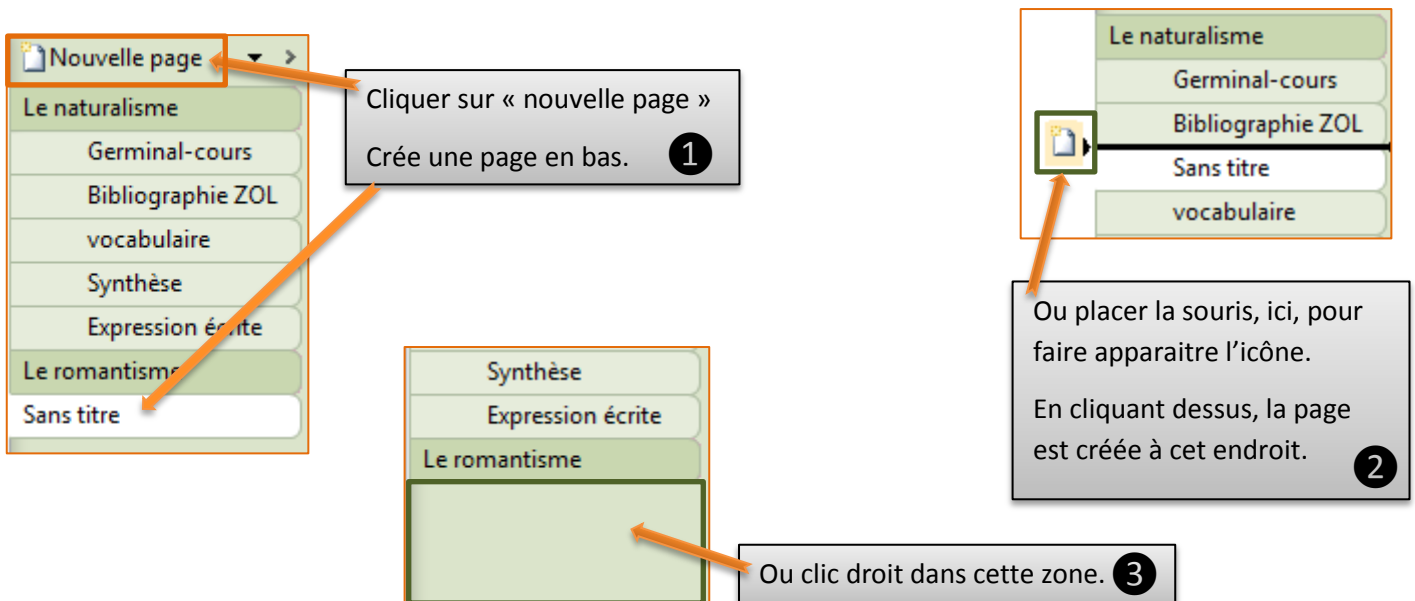 Nouvelle page
Le naturalisme
Germinal-cours
Bibliographie ZOL
vocabulaire
Synthèse
Expression écrite
Le romantisme
Sans titre
Cliquer sur « nouvelle page »
Crée une page en bas. 1
Le naturalisme
Germinal-cours
Bibliographie ZOL
Sans titre
vocabulaire
Ou placer la souris, ici, pour
faire apparaitre l’icône.
En cliquant dessus, la page
est créée à cet endroit.
2
Synthèse
Expression écrite
Le romantisme
Ou clic droit dans cette zone. 3